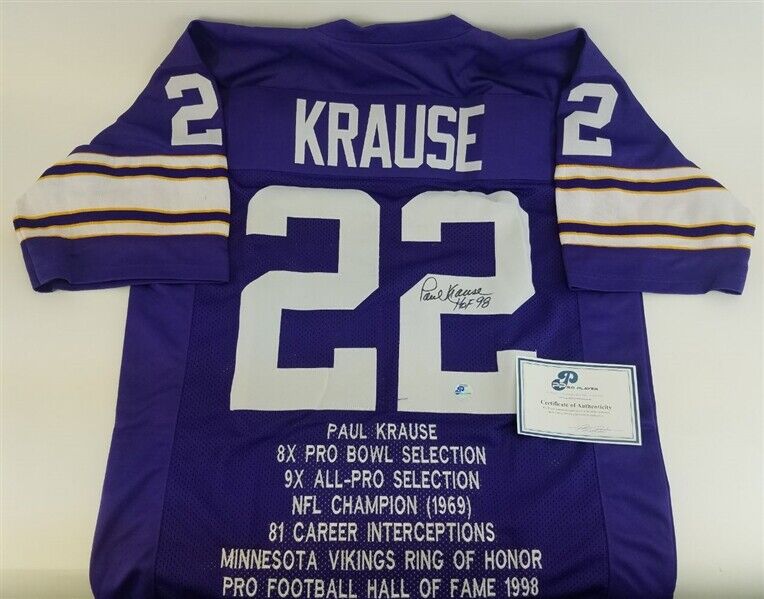 2 2
KRAUSE
22
Paul Krause
HOF 98
PRO PLAYER
Certificate of Authenticity
PAUL KRAUSE
8X PRO BOWL SELECTION
9X ALL-PRO SELECTION
NFL CHAMPION (1969)
81 CAREER INTERCEPTIONS
MINNESOTA VIKINGS RING OF HONOR
PRO FOOTBALL HALL OF FAME 1998